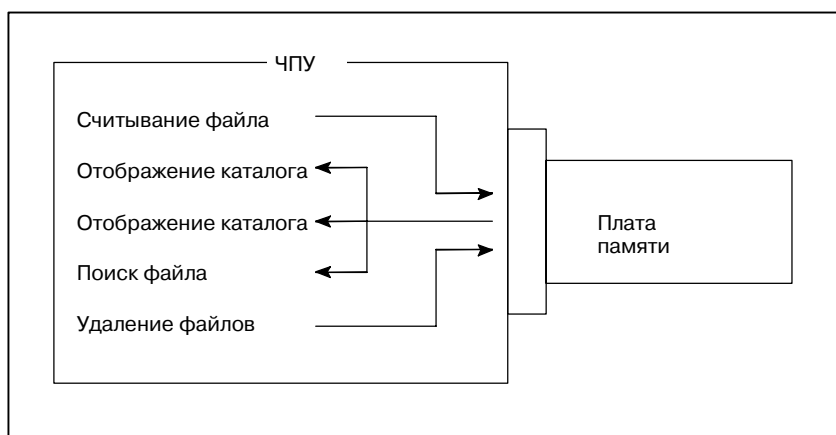 ЧПУ
Считывание файла
Отображение каталога
Отображение каталога
Поиск файла
Удаление файлов
Плата
памяти